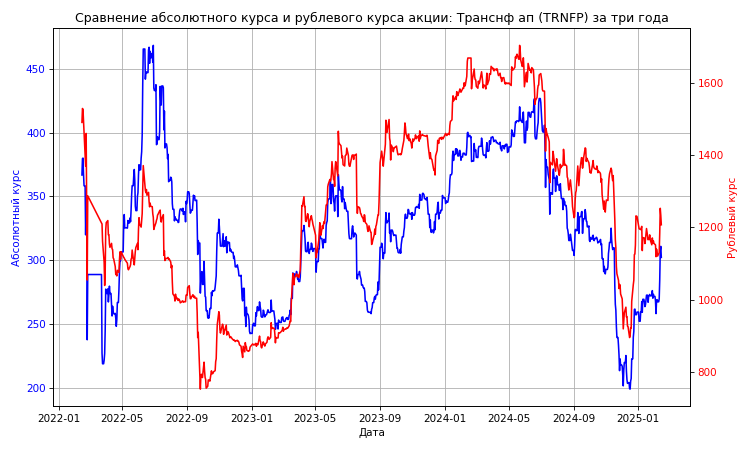 Сравнение абсолютного курса и рублевого курса акции: Транснф ап (TRNFP) за три года
450
400
350
300
250
200
Абсолютный курс
1600
1400
1200
1000
800
Рублевый курс
2022-01 2022-05 2022-09 2023-01 2023-05 2023-09 2024-01 2024-05 2024-09 2025-01
Дата